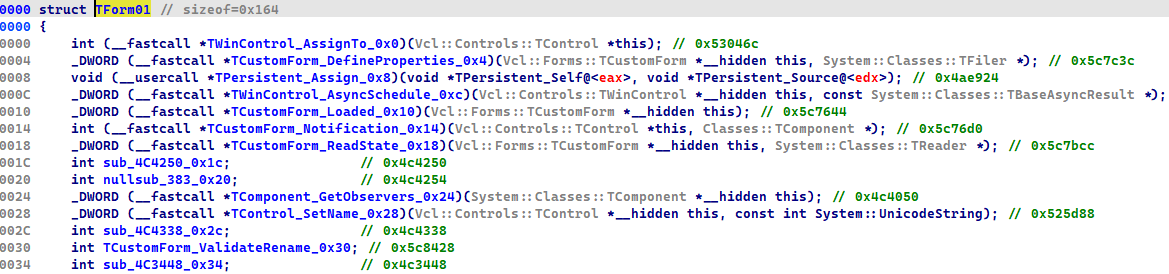 0000 struct TForm01 // sizeof=0x164
0000 {
0000 int (__fastcall *TWinControl_AssignTo_0x0)(Vcl::Controls::TControl *this); // 0x53046c
0004 _DWORD (__fastcall *TCustomForm_DefineProperties_0x4)(Vcl::Forms::TCustomForm *__hidden this, System::Classes::TFiler *); // 0x5c7c3c
0008 void (__usercall *TPersistent_Assign_0x8)(void *TPersistent_Self@<eax>, void *TPersistent_Source@<edx>); // 0x4ae924
000C _DWORD (__fastcall *TWinControl_AsyncSchedule_0xc)(Vcl::Controls::TWinControl *__hidden this, const System::Classes::TBaseAsyncResult *);
0010 _DWORD (__fastcall *TCustomForm_Loaded_0x10)(Vcl::Forms::TCustomForm *__hidden this); // 0x5c7644
0014 int (__fastcall *TCustomForm_Notification_0x14)(Vcl::Controls::TControl *this, Classes::TComponent *); // 0x5c76d0
0018 _DWORD (__fastcall *TCustomForm_ReadState_0x18)(Vcl::Forms::TCustomForm *__hidden this, System::Classes::TReader *); // 0x5c7bcc
001C int sub_4C4250_0x1c; // 0x4c4250
0020 int nullsub_383_0x20; // 0x4c4254
0024 _DWORD (__fastcall *TComponent_GetObservers_0x24)(System::Classes::TComponent *__hidden this); // 0x4c4050
0028 _DWORD (__fastcall *TControl_SetName_0x28)(Vcl::Controls::TControl *__hidden this, const int System::UnicodeString); // 0x525d88
002C int sub_4C4338_0x2c; // 0x4c4338
0030 int TCustomForm_ValidateRename_0x30; // 0x5c8428
0034 int sub_4C3448_0x34; // 0x4c3448